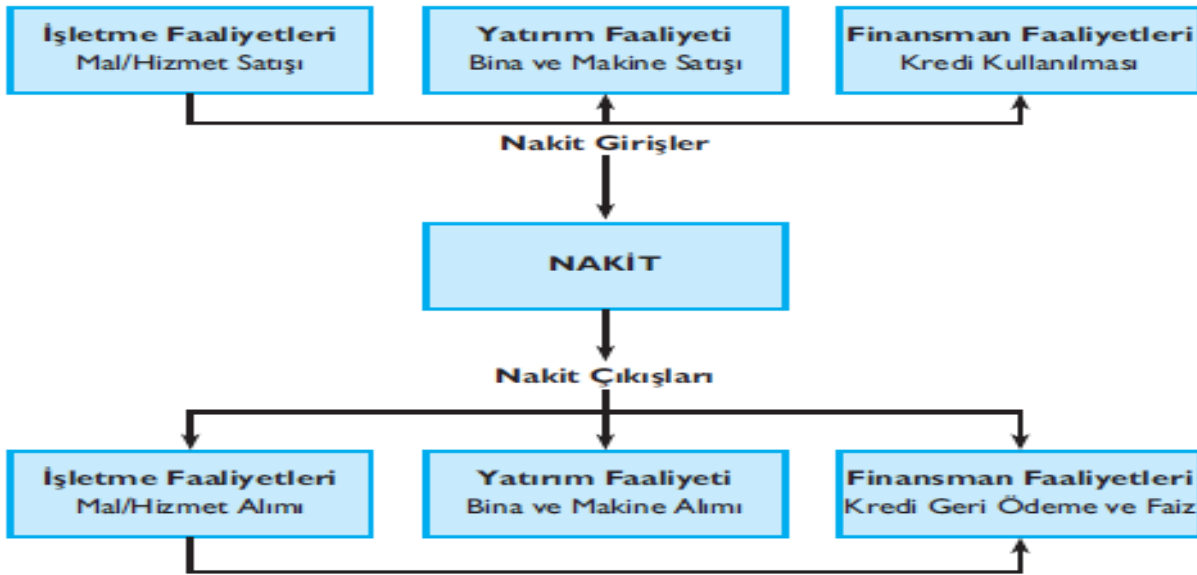 İşletme Faaliyetleri
Mal/Hizmet Satışı
Yatırım Faaliyeti
Bina ve Makine Satışı
Finansman Faaliyetleri
Kredi Kullanılması
Nakit Girişler
NAKİT
Nakit Çıkışları
İşletme Faaliyetleri
Mal/Hizmet Alımı
Yatırım Faaliyeti
Bina ve Makine Alımı
Finansman Faaliyetleri
Kredi Geri Ödeme ve Faiz